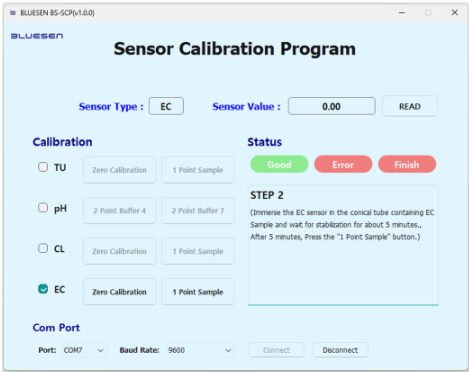 BLUESEN BS-SCP(v1.0.0)
BLUESEN
Sensor Calibration Program
Sensor Type : EC Sensor Value : 0.00 READ
Calibration
TU Zero Calibration 1 Point Sample
pH 2 Point Buffer 4 2 Point Buffer 7
CL Zero Calibration 1 Point Sample
EC Zero Calibration 1 Point Sample
Status
Good Error Finish
STEP 2
(Immerse the EC sensor in the conical tube containing EC
Sample and wait for stabilzation for about 5 minutes.,
After 5 minutes, Press the "1 Point Sample" button.)
Com Port
Port: COM7 Baud Rate: 9600 Connect Disconnect